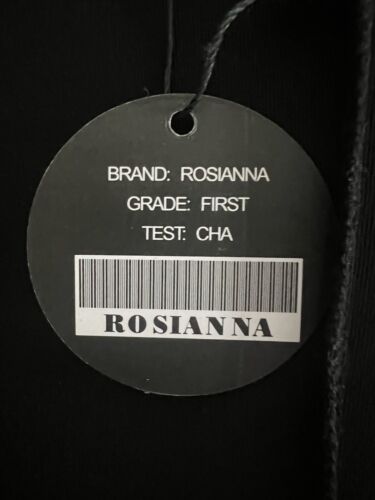 BRAND: ROSIANNA
GRADE: FIRST
TEST: CHA
ROSIANNA